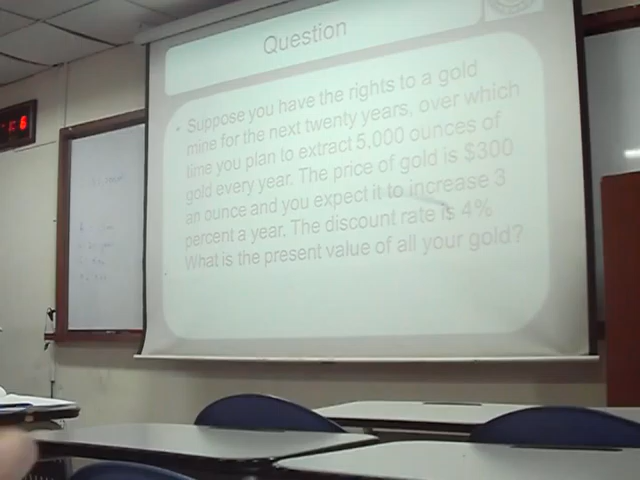 Question
• Suppose you have the rights to a gold
mine for the next twenty years, over which
time you plan to extract 5,000 ounces of
gold every year. The price of gold is $300
an ounce and you expect it to increase 3
percent a year. The discount rate is 4%
What is the present value of all your gold?